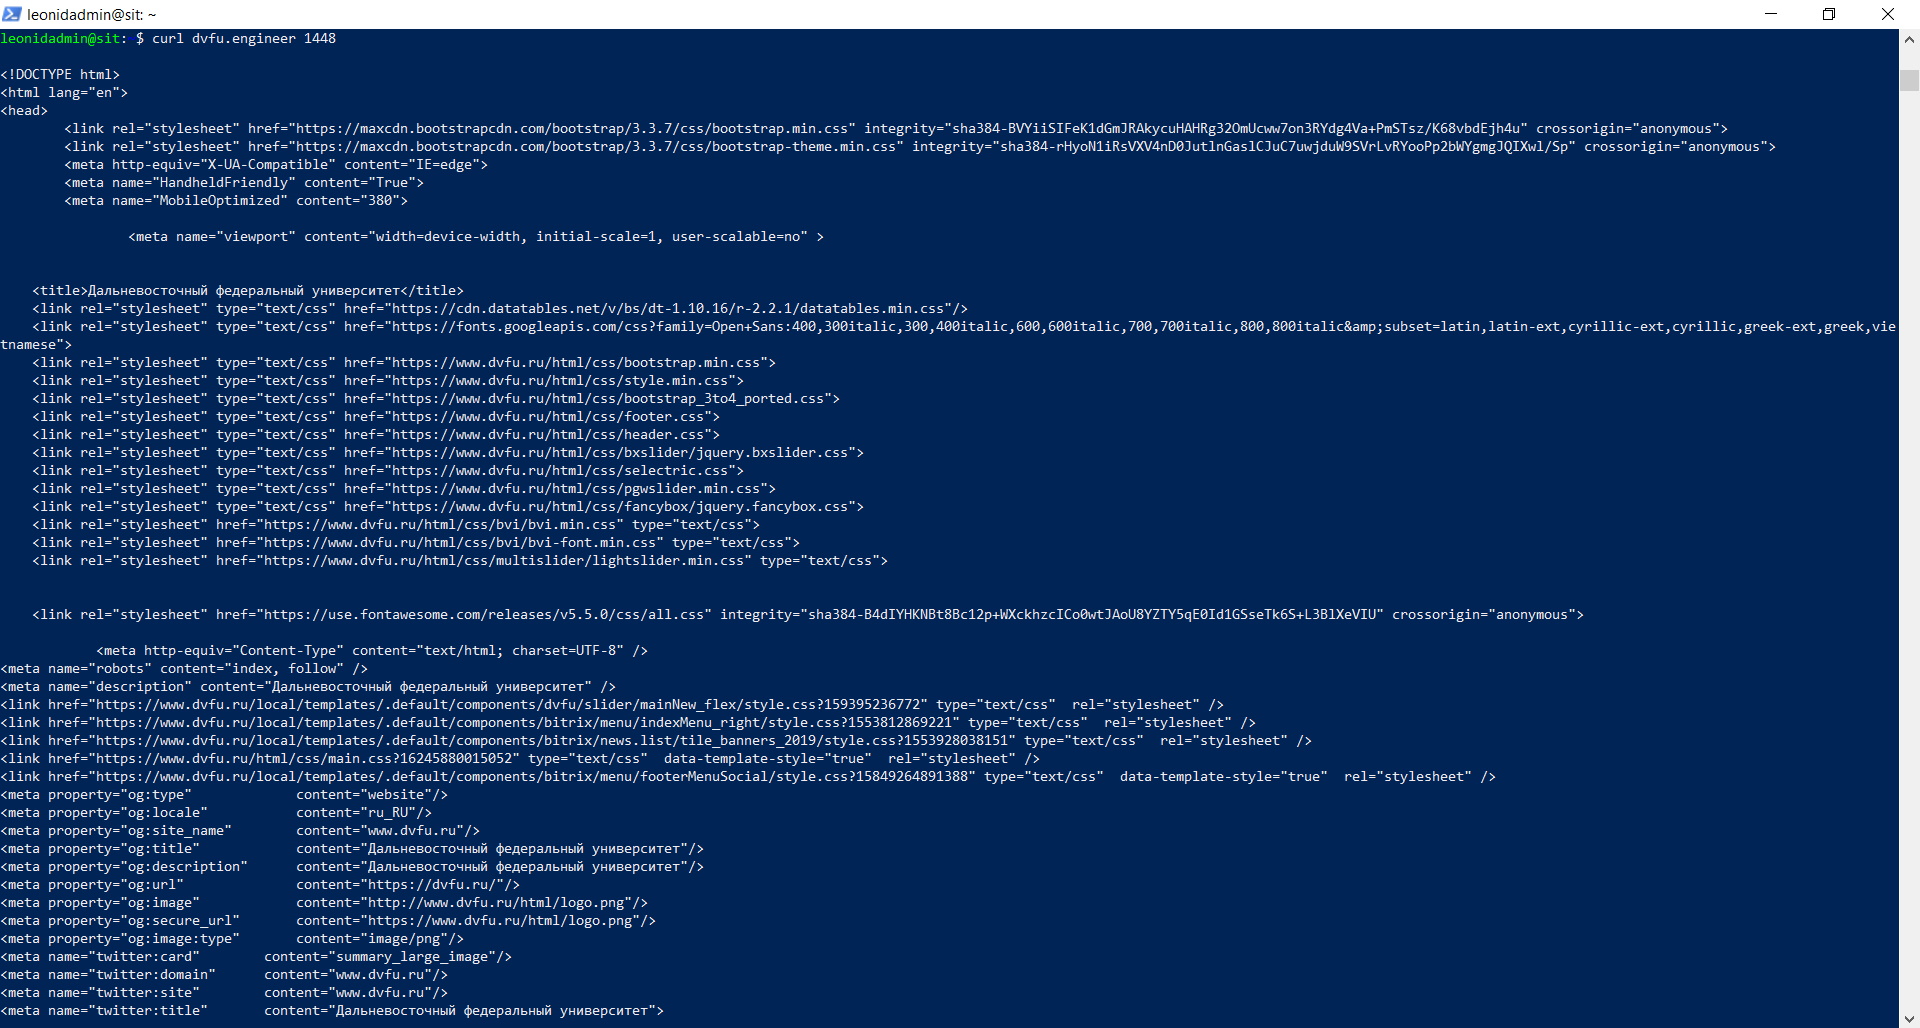 leonidadmin@sit: ~
leonidadmin@sit: $ curl dvfu.engineer 1448
<!DOCTYPE html>
<html lang="en">
<head>
<link rel="stylesheet" href="https://maxcdn.bootstrapcdn.com/bootstrap/3.3.7/css/bootstrap.min.css" integrity="sha384-BVYiiSIFeK1dGmJRAkycuHAHRg32OmUcww7on3RYdg4Va+PmSTsz/K68vbdEjh4u" crossorigin="anonymous">
<link rel="stylesheet" href="https://maxcdn.bootstrapcdn.com/bootstrap/3.3.7/css/bootstrap-theme.min.css" integrity="sha384-rHyoN1iRsVXV4nD0JutlnGaslCJuC7uwjduW9SVrLvRYooPp2bWYgmgJQIXwl/Sp" crossorigin="anonymous">
<meta http-equiv="X-UA-Compatible" content="IE=edge">
<meta name="HandheldFriendly" content="True">
<meta name="MobileOptimized" content="380">
<meta name="viewport" content="width=device-width, initial-scale=1, user-scalable=no" >
<title>Дальневосточный федеральный университет</title>
<link rel="stylesheet" type="text/css" href="https://cdn.datatables.net/v/bs/dt-1.10.16/r-2.2.1/datatables.min.css"/>
<link rel="stylesheet" type="text/css" href="https://fonts.googleapis.com/css?family=Open+Sans:400,300italic,300,400italic,600,600italic,700,700italic,800,800italic&amp;subset=latin,latin-ext,cyrillic-ext,cyrillic,greek-ext,greek,vie
tnamese">
<link rel="stylesheet" type="text/css" href="https://www.dvfu.ru/html/css/bootstrap.min.css">
<link rel="stylesheet" type="text/css" href="https://www.dvfu.ru/html/css/style.min.css">
<link rel="stylesheet" type="text/css" href="https://www.dvfu.ru/html/css/bootstrap_3to4_ported.css">
<link rel="stylesheet" type="text/css" href="https://www.dvfu.ru/html/css/footer.css">
<link rel="stylesheet" type="text/css" href="https://www.dvfu.ru/html/css/header.css">
<link rel="stylesheet" type="text/css" href="https://www.dvfu.ru/html/css/bxslider/jquery.bxslider.css">
<link rel="stylesheet" type="text/css" href="https://www.dvfu.ru/html/css/selectric.css">
<link rel="stylesheet" type="text/css" href="https://www.dvfu.ru/html/css/pgwslider.min.css">
<link rel="stylesheet" type="text/css" href="https://www.dvfu.ru/html/css/fancybox/jquery.fancybox.css">
<link rel="stylesheet" href="https://www.dvfu.ru/html/css/bvi/bvi.min.css" type="text/css">
<link rel="stylesheet" href="https://www.dvfu.ru/html/css/bvi/bvi-font.min.css" type="text/css">
<link rel="stylesheet" href="https://www.dvfu.ru/html/css/multislider/lightslider.min.css" type="text/css">
<link rel="stylesheet" href="https://use.fontawesome.com/releases/v5.5.0/css/all.css" integrity="sha384-B4dIYHKNBt8Bc12p+WXckhzcICo0wtJAoU8YZTY5qE0Id1GSseTk6S+L3BlXeVIU" crossorigin="anonymous">
<meta http-equiv="Content-Type" content="text/html; charset=UTF-8" />
<meta name="robots" content="index, follow" />
<meta name="description" content="Дальневосточный федеральный университет" />
<link href="https://www.dvfu.ru/local/templates/.default/components/dvfu/slider/mainNew_flex/style.css?159395236772" type="text/css"  rel="stylesheet" />
<link href="https://www.dvfu.ru/local/templates/.default/components/bitrix/menu/indexMenu_right/style.css?1553812869221" type="text/css"  rel="stylesheet" />
<link href="https://www.dvfu.ru/local/templates/.default/components/bitrix/news.list/tile_banners_2019/style.css?1553928038151" type="text/css"  rel="stylesheet" />
<link href="https://www.dvfu.ru/html/css/main.css?16245880015052" type="text/css"  data-template-style="true"  rel="stylesheet" />
<link href="https://www.dvfu.ru/local/templates/.default/components/bitrix/menu/footerMenuSocial/style.css?15849264891388" type="text/css"  data-template-style="true"  rel="stylesheet" />
<meta property="og:type" content="website"/>
<meta property="og:locale" content="ru_RU"/>
<meta property="og:site_name" content="www.dvfu.ru"/>
<meta property="og:title" content="Дальневосточный федеральный университет"/>
<meta property="og:description" content="Дальневосточный федеральный университет"/>
<meta property="og:url" content="https://dvfu.ru/"/>
<meta property="og:image" content="http://www.dvfu.ru/html/logo.png"/>
<meta property="og:secure_url" content="https://www.dvfu.ru/html/logo.png"/>
<meta property="og:image:type" content="image/png"/>
<meta name="twitter:card" content="summary_large_image"/>
<meta name="twitter:domain" content="www.dvfu.ru"/>
<meta name="twitter:site" content="www.dvfu.ru"/>
<meta name="twitter:title" content="Дальневосточный федеральный университет">